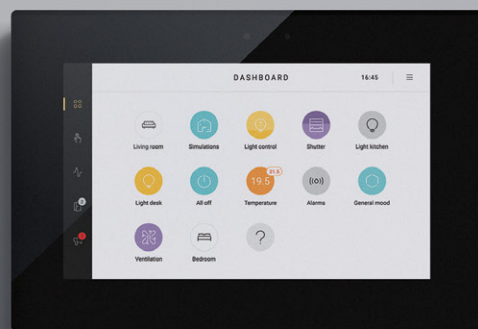 DASHBOARD 16:45
Living room Simulations Light control Shutter Light kitchen
21.5
19.5
Light desk All off Temperature Alarms General mood
?
Ventilation Bedroom